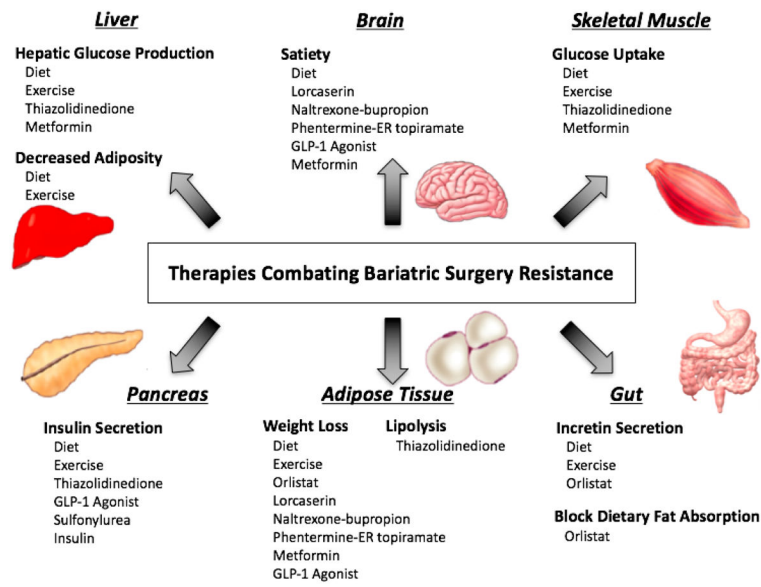 Liver
Hepatic Glucose Production
Diet
Exercise
Thiazolidinedione
Metformin
Decreased Adiposity
Diet
Exercise
Brain
Satiety
Diet
Lorcaserin
Naltrexone-bupropion
Phentermine-ER topiramate
GLP-1 Agonist
Metformin
Skeletal Muscle
Glucose Uptake
Diet
Exercise
Thiazolidinedione
Metformin
Therapies Combating Bariatric Surgery Resistance
Pancreas
Insulin Secretion
Diet
Exercise
Thiazolidinedione
GLP-1 Agonist
Sulfonylurea
Insulin
Adipose Tissue
Weight Loss
Diet
Exercise
Orlistat
Lorcaserin
Naltrexone-bupropion
Phentermine-ER topiramate
Metformin
GLP-1 Agonist
Lipolysis
Thiazolidinedione
Gut
Incretin Secretion
Diet
Exercise
Orlistat
Block Dietary Fat Absorption
Orlistat